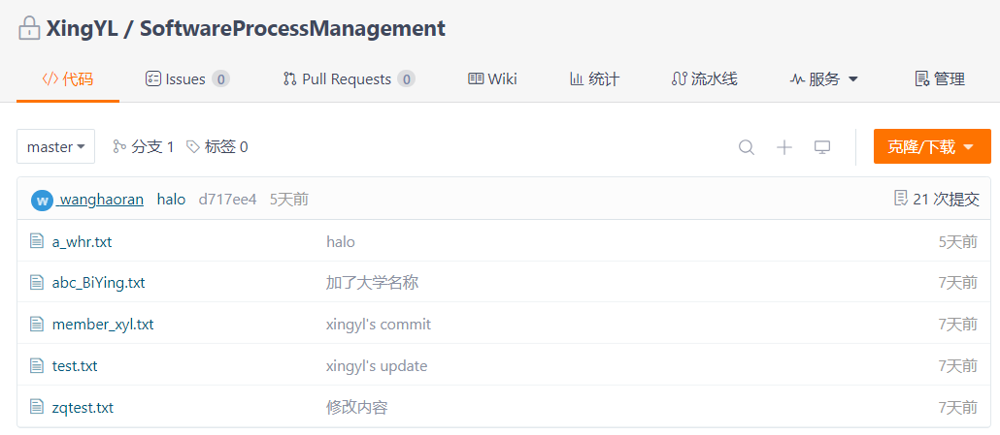 XingYL / SoftwareProcessManagement
</> 代码 Issues 0 Pull Requests 0 Wiki 统计 流水线 服务 管理
master 分支 1 标签 0 克隆/下载
w wanghaoran halo d717ee4 5天前 21 次提交
a_whr.txt halo 5天前
abc_BiYing.txt 加了大学名称 7天前
member_xyl.txt xingyl's commit 7天前
test.txt xingyl's update 7天前
zqtest.txt 修改内容 7天前